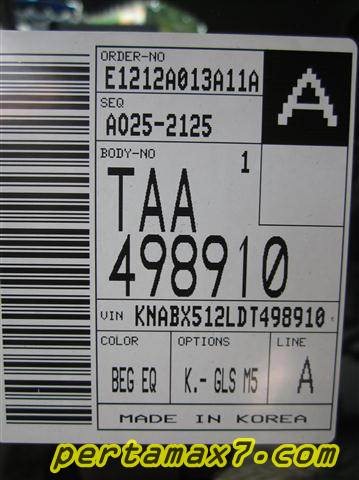 ORDER-NO
E1212A013A11A
A
SEQ
A025-2125
BODY-NO
1
TAA
498910
VIN KNABX512LDT498910
COLOR OPTIONS LINE
BEG EQ K.- GLS M5 A
MADE IN KOREA
pertamax7.com